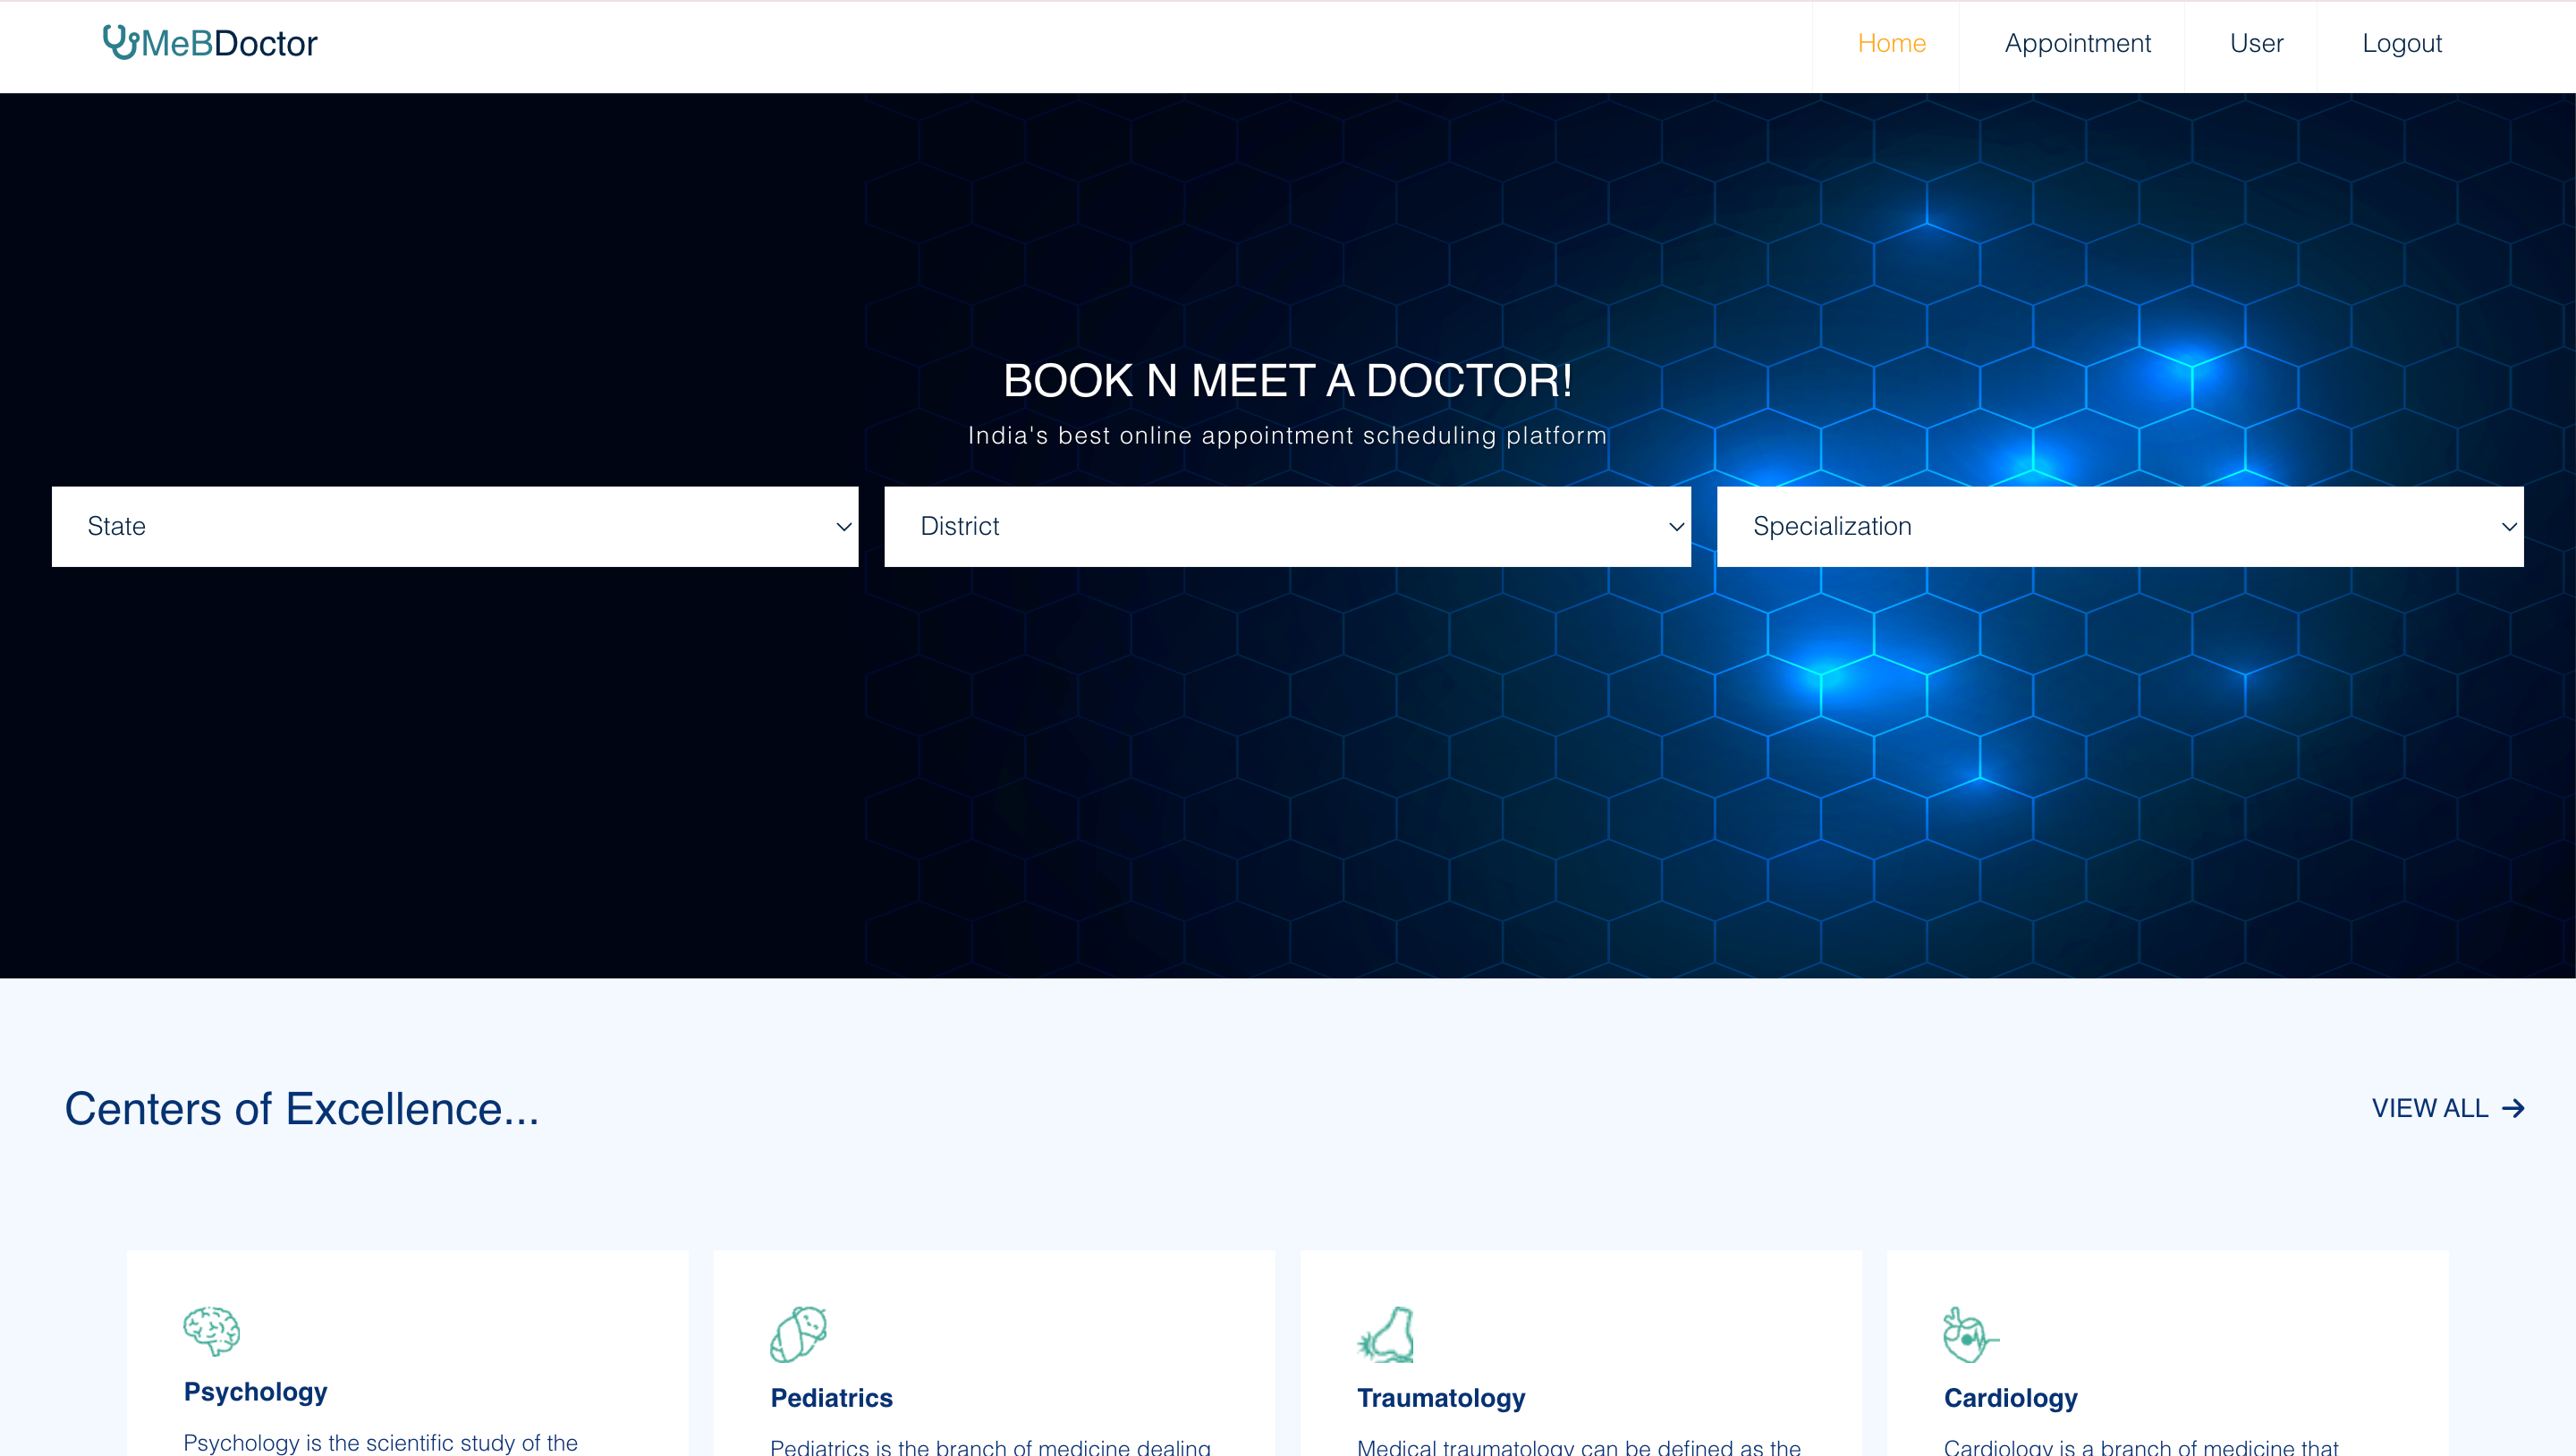 MeBDoctor
Home Appointment User Logout
BOOK N MEET A DOCTOR!
India's best online appointment scheduling platform
State District Specialization
Centers of Excellence...
VIEW ALL
Psychology
Psychology is the scientific study of the
Pediatrics
Pediatrics is the branch of medicine dealing
Traumatology
Medical traumatology can be defined as the
Cardiology
Cardiology is a branch of medicine that